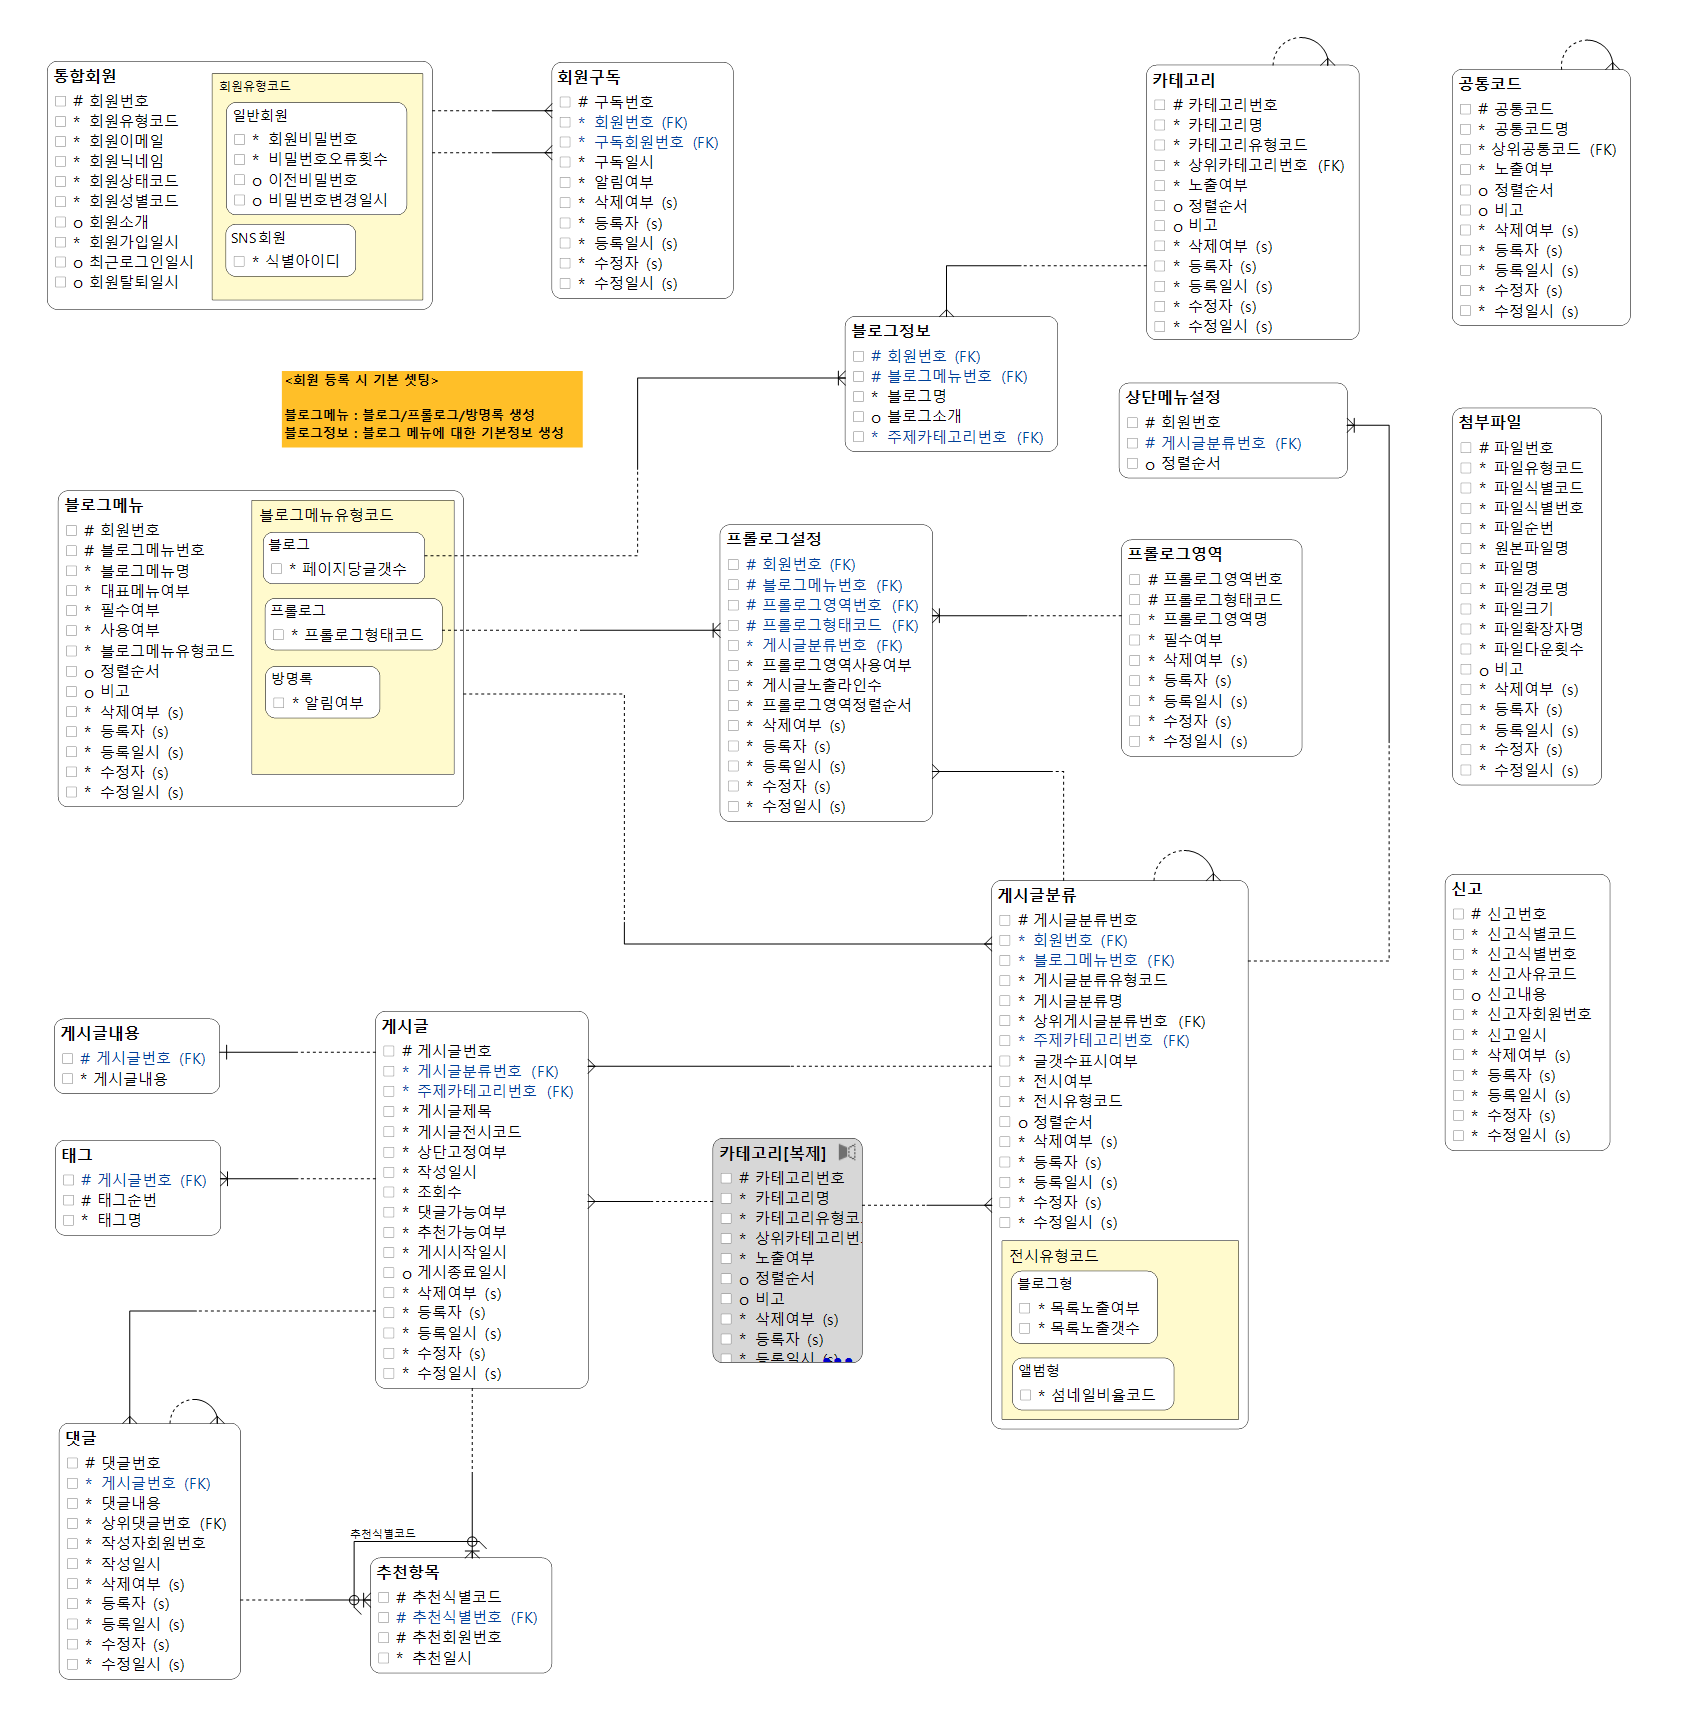 통합회원
# 회원번호
* 회원유형코드
* 회원이메일
* 회원닉네임
* 회원상태코드
* 회원성별코드
o 회원소개
* 회원가입일시
o 최근로그인일시
o 회원탈퇴일시
회원유형코드
일반회원
* 회원비밀번호
* 비밀번호오류횟수
o 이전비밀번호
o 비밀번호변경일시
SNS회원
* 식별아이디
회원구독
# 구독번호
* 회원번호 (FK)
* 구독회원번호 (FK)
* 구독일시
* 알림여부
* 삭제여부 (s)
* 등록자 (s)
* 등록일시 (s)
* 수정자 (s)
* 수정일시 (s)
카테고리
# 카테고리번호
* 카테고리명
* 카테고리유형코드
* 상위카테고리번호 (FK)
* 노출여부
o 정렬순서
o 비고
* 삭제여부 (s)
* 등록자 (s)
* 등록일시 (s)
* 수정자 (s)
* 수정일시 (s)
공통코드
# 공통코드
* 공통코드명
* 상위공통코드 (FK)
* 노출여부
o 정렬순서
o 비고
* 삭제여부 (s)
* 등록자 (s)
* 등록일시 (s)
* 수정자 (s)
* 수정일시 (s)
블로그정보
# 회원번호 (FK)
# 블로그메뉴번호 (FK)
* 블로그명
o 블로그소개
* 주제카테고리번호 (FK)
<회원 등록 시 기본 셋팅>
블로그메뉴 : 블로그/프롤로그/방명록 생성
블로그정보 : 블로그 메뉴에 대한 기본정보 생성
상단메뉴설정
# 회원번호
# 게시글분류번호 (FK)
o 정렬순서
첨부파일
# 파일번호
* 파일유형코드
* 파일식별코드
* 파일식별번호
* 파일순번
* 원본파일명
* 파일명
* 파일경로명
* 파일크기
* 파일확장자명
* 파일다운횟수
o 비고
* 삭제여부 (s)
* 등록자 (s)
* 등록일시 (s)
* 수정자 (s)
* 수정일시 (s)
블로그메뉴
# 회원번호
# 블로그메뉴번호
* 블로그메뉴명
* 대표메뉴여부
* 필수여부
* 사용여부
* 블로그메뉴유형코드
o 정렬순서
o 비고
* 삭제여부 (s)
* 등록자 (s)
* 등록일시 (s)
* 수정자 (s)
* 수정일시 (s)
블로그메뉴유형코드
블로그
* 페이지당글갯수
프롤로그
* 프롤로그형태코드
방명록
* 알림여부
프롤로그설정
# 회원번호 (FK)
# 블로그메뉴번호 (FK)
# 프롤로그영역번호 (FK)
# 프롤로그형태코드 (FK)
* 게시글분류번호 (FK)
* 프롤로그영역사용여부
* 게시글노출라인수
* 프롤로그영역정렬순서
* 삭제여부 (s)
* 등록자 (s)
* 등록일시 (s)
* 수정자 (s)
* 수정일시 (s)
프롤로그영역
# 프롤로그영역번호
# 프롤로그형태코드
* 프롤로그영역명
* 필수여부
* 삭제여부 (s)
* 등록자 (s)
* 등록일시 (s)
* 수정자 (s)
* 수정일시 (s)
게시글분류
# 게시글분류번호
* 회원번호 (FK)
* 블로그메뉴번호 (FK)
* 게시글분류유형코드
* 게시글분류명
* 상위게시글분류번호 (FK)
* 주제카테고리번호 (FK)
* 글갯수표시여부
* 전시여부
* 전시유형코드
o 정렬순서
* 삭제여부 (s)
* 등록자 (s)
* 등록일시 (s)
* 수정자 (s)
* 수정일시 (s)
전시유형코드
블로그형
* 목록노출여부
* 목록노출갯수
앨범형
* 섬네일비율코드
신고
# 신고번호
* 신고식별코드
* 신고식별번호
* 신고사유코드
o 신고내용
* 신고자회원번호
* 신고일시
* 삭제여부 (s)
* 등록자 (s)
* 등록일시 (s)
* 수정자 (s)
* 수정일시 (s)
게시글내용
# 게시글번호 (FK)
* 게시글내용
태그
# 게시글번호 (FK)
# 태그순번
* 태그명
게시글
# 게시글번호
* 게시글분류번호 (FK)
* 주제카테고리번호 (FK)
* 게시글제목
* 게시글전시코드
* 상단고정여부
* 작성일시
* 조회수
* 댓글가능여부
* 추천가능여부
* 게시시작일시
o 게시종료일시
* 삭제여부 (s)
* 등록자 (s)
* 등록일시 (s)
* 수정자 (s)
* 수정일시 (s)
카테고리[복제]
# 카테고리번호
* 카테고리명
* 카테고리유형코
* 상위카테고리번
* 노출여부
o 정렬순서
o 비고
* 삭제여부 (s)
* 등록자 (s)
* 등록일시 (s)
댓글
# 댓글번호
* 게시글번호 (FK)
* 댓글내용
* 상위댓글번호 (FK)
* 작성자회원번호
* 작성일시
* 삭제여부 (s)
* 등록자 (s)
* 등록일시 (s)
* 수정자 (s)
* 수정일시 (s)
추천식별코드
추천항목
# 추천식별코드
# 추천식별번호 (FK)
# 추천회원번호
* 추천일시